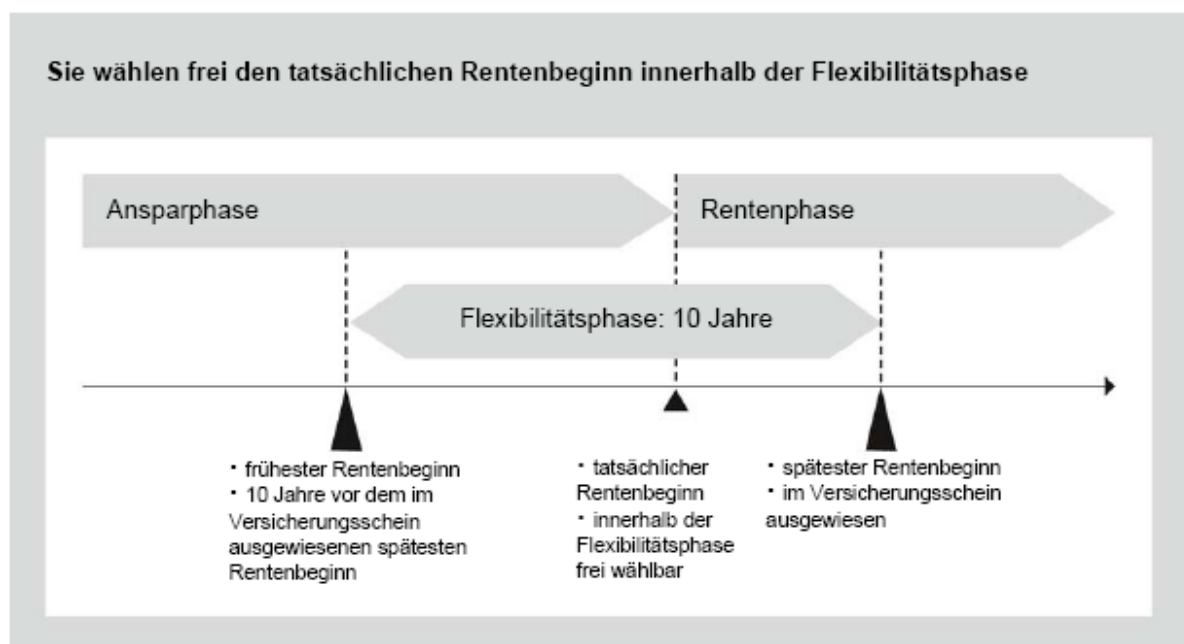 Sie wählen frei den tatsächlichen Rentenbeginn innerhalb der Flexibilitätsphase
Ansparphase
Rentenphase
Flexibilitätsphase: 10 Jahre
· frühester Rentenbeginn
· 10 Jahre vor dem im
Versicherungsschein
ausgewiesenen spätesten
Rentenbeginn
· tatsächlicher
Rentenbeginn
· innerhalb der
Flexibilitätsphase
frei wählbar
· spätester Rentenbeginn
· im Versicherungsschein
ausgewiesen